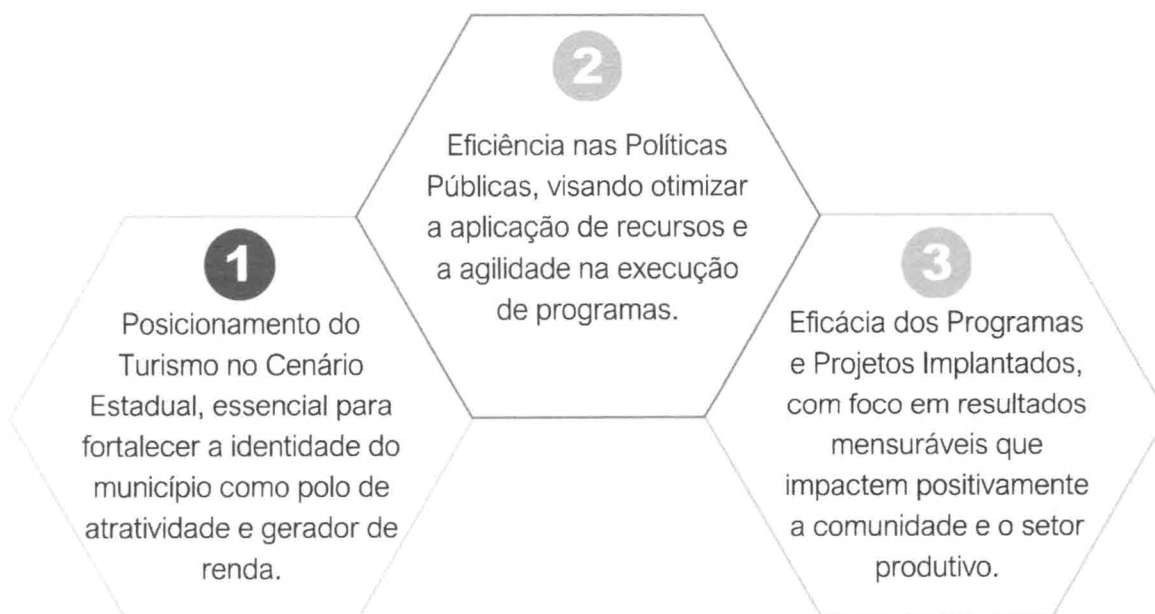 1
Posicionamento do
Turismo no Cenário
Estadual, essencial para
fortalecer a identidade do
município como polo de
atratividade e gerador de
renda.
2
Eficiência nas Políticas
Públicas, visando otimizar
a aplicação de recursos e
a agilidade na execução
de programas.
3
Eficácia dos Programas
e Projetos Implantados,
com foco em resultados
mensuráveis que
impactem positivamente
a comunidade e o setor
produtivo.